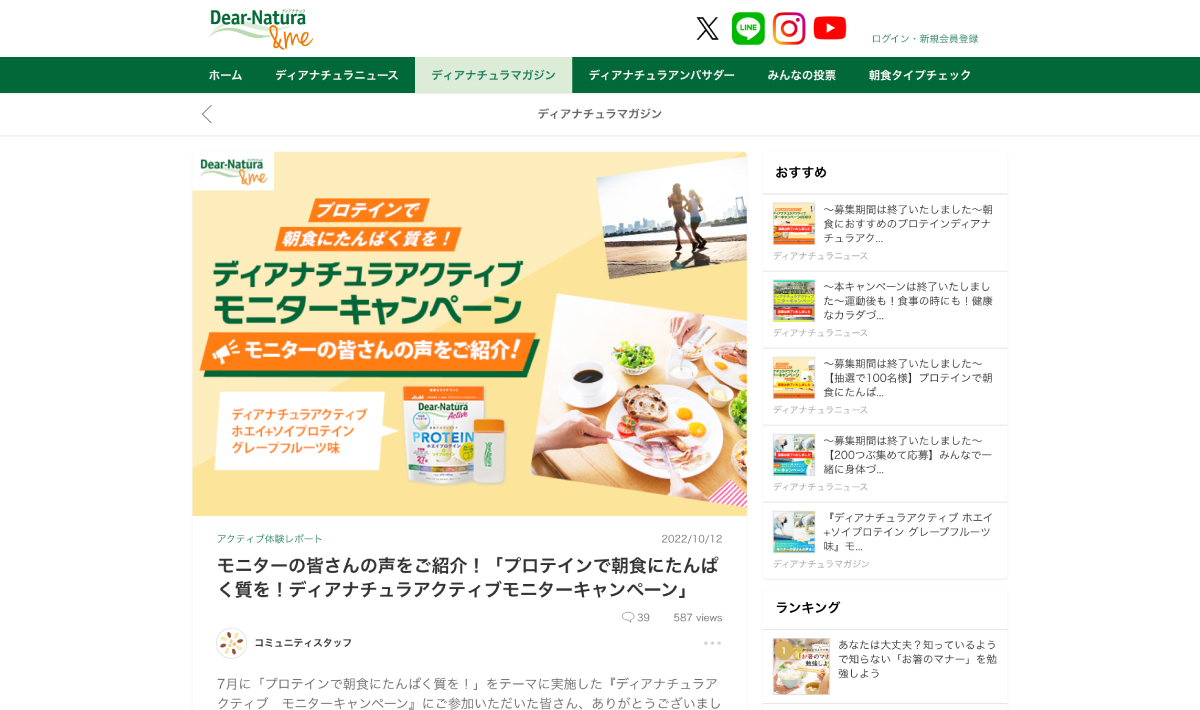 Dear-Natura
ディアナチュラ
&me
LINE
ログイン・新規会員登録
ホーム
ディアナチュラニュース
ディアナチュラマガジン
ディアナチュラアンバサダー
みんなの投票
朝食タイプチェック
ディアナチュラマガジン
Dear-Natura
&me
プロテインで
朝食にたんぱく質を！
ディアナチュラアクティブ
モニターキャンペーン
モニターの皆さんの声をご紹介！
ディアナチュラアクティブ
ホエイ+ソイプロテイン
グレープフルーツ味
Asahi
Dear-Natura
Active
PROTEIN
アクティブ体験レポート
2022/10/12
モニターの皆さんの声をご紹介！「プロテインで朝食にたんぱ
く質を！ディアナチュラアクティブモニターキャンペーン」
39
587 views
コミュニティスタッフ
7月に「プロテインで朝食にたんぱく質を！」をテーマに実施した『ディアナチュラア
クティブ　モニターキャンペーン』にご参加いただいた皆さん、ありがとうございまし
おすすめ
～募集期間は終了いたしました～朝
食におすすめのプロテインディアナ
チュラアク...
ディアナチュラニュース
～本キャンペーンは終了いたしまし
た～運動後も！食事の時にも！健康
なカラダづ...
ディアナチュラニュース
～募集期間は終了いたしました～
【抽選で100名様】プロテインで朝
食にたんぱ...
ディアナチュラニュース
～募集期間は終了いたしました～
【200つぶ集めて応募】みんなで一
緒に身体づ...
ディアナチュラニュース
『ディアナチュラアクティブ ホエイ
+ソイプロテイン グレープフルーツ
味』モ...
ディアナチュラマガジン
ランキング
1
あなたは大丈夫？知っているよう
で知らない「お箸のマナー」を勉
強しよう